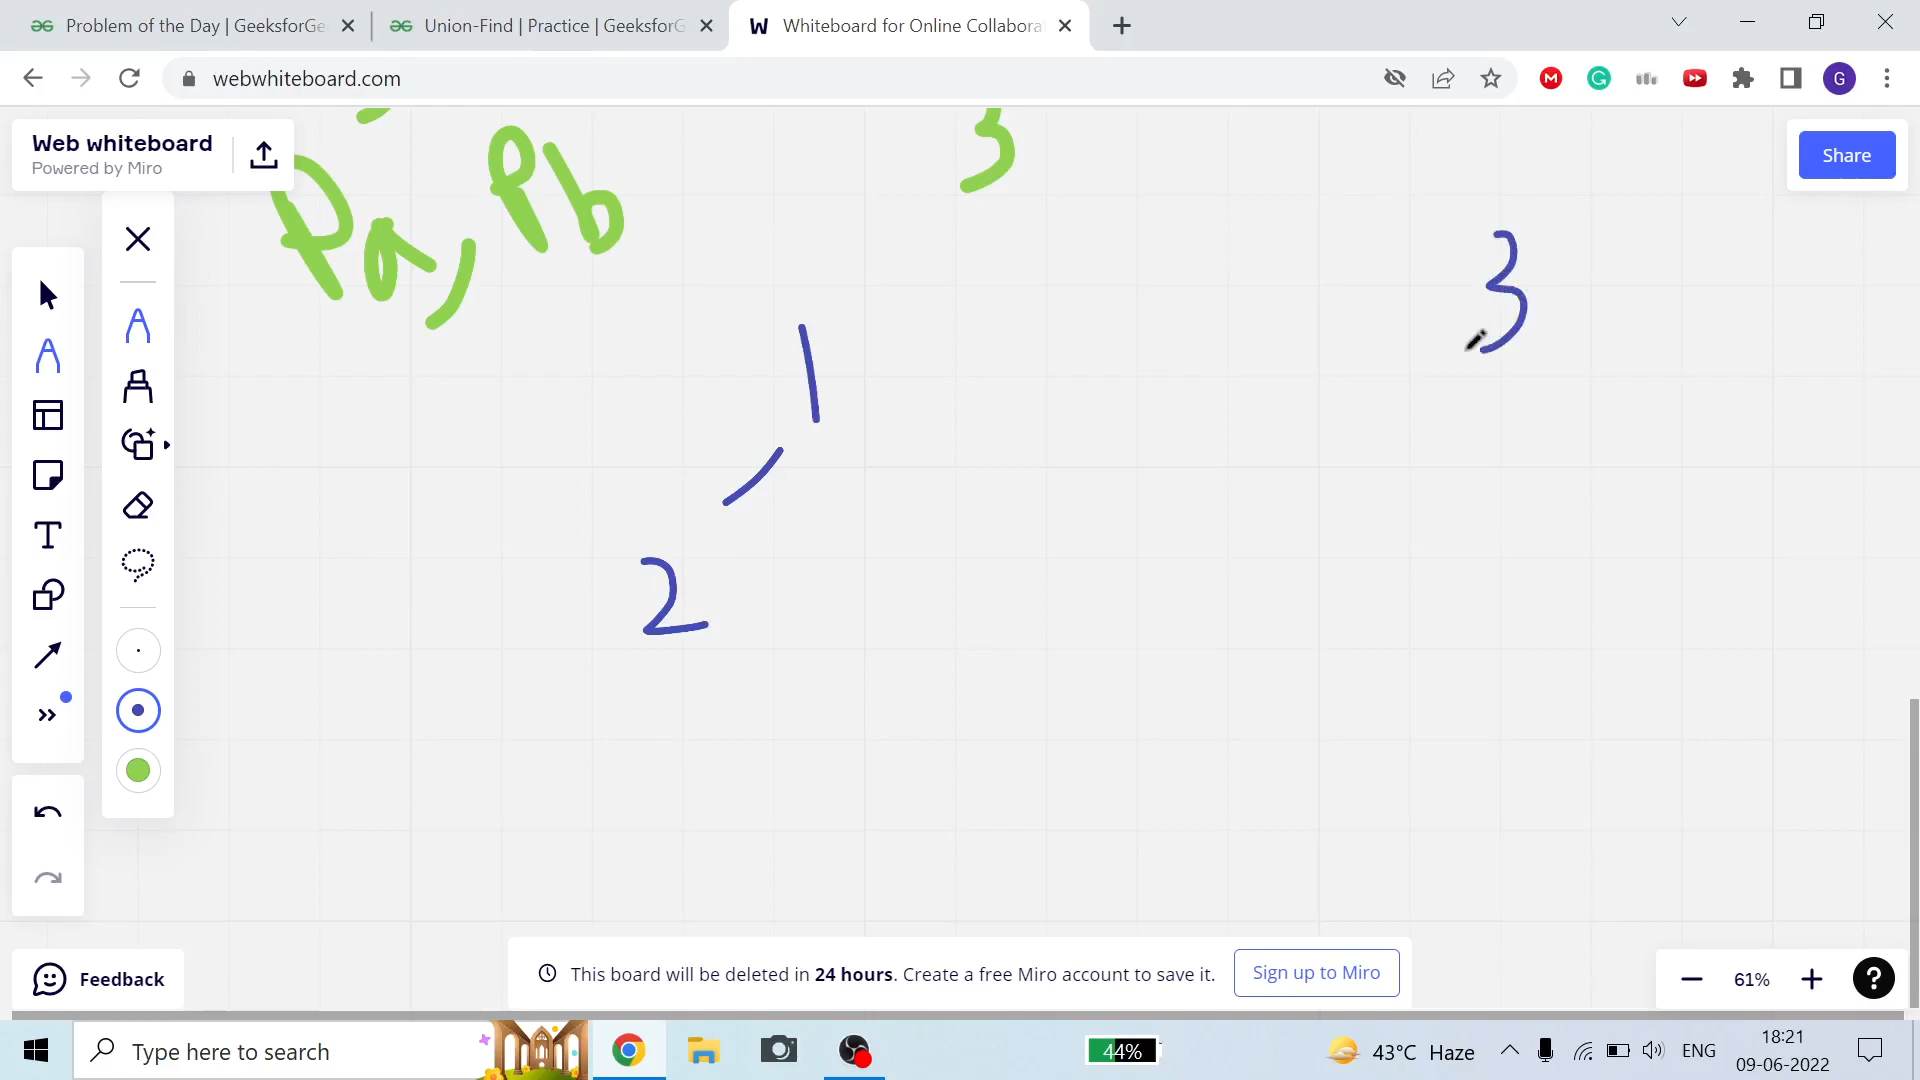 Problem of the Day | GeeksforGe
Union-Find | Practice | GeeksforG
W Whiteboard for Online Collabora
webwhiteboard.com
M
G
G
Web whiteboard
Powered by Miro
Share
3
Pa, Pb
3
1
2
T
Feedback
This board will be deleted in 24 hours. Create a free Miro account to save it.
Sign up to Miro
61%
?
Type here to search
44%
43°C Haze
ENG
18:21
09-06-2022